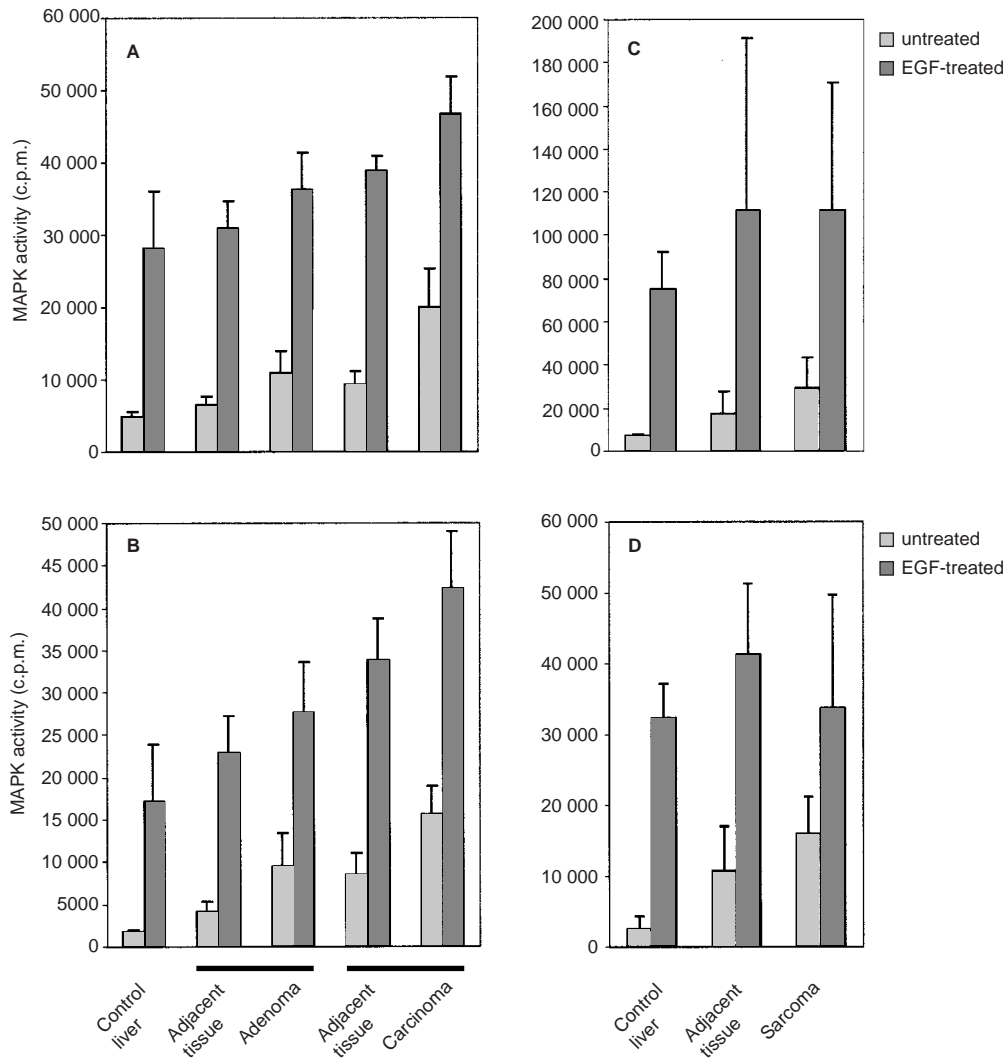 A
60 000
50 000
40 000
30 000
20 000
10 000
0
MAPK activity (c.p.m.)
C
200 000
180 000
160 000
140 000
120 000
100 000
80 000
60 000
40 000
20 000
0
untreated
EGF-treated
B
50 000
45 000
40 000
35 000
30 000
25 000
20 000
15 000
10 000
5000
0
MAPK activity (c.p.m.)
Control
liver
Adjacent
tissue
Adenoma
Adjacent
tissue
Carcinoma
D
60 000
50 000
40 000
30 000
20 000
10 000
0
untreated
EGF-treated
Control
liver
Adjacent
tissue
Sarcoma